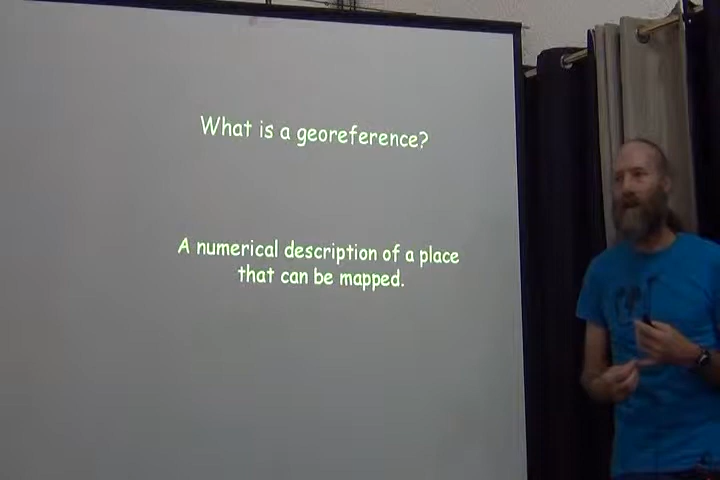 What is a georeference?
A numerical description of a place
that can be mapped.